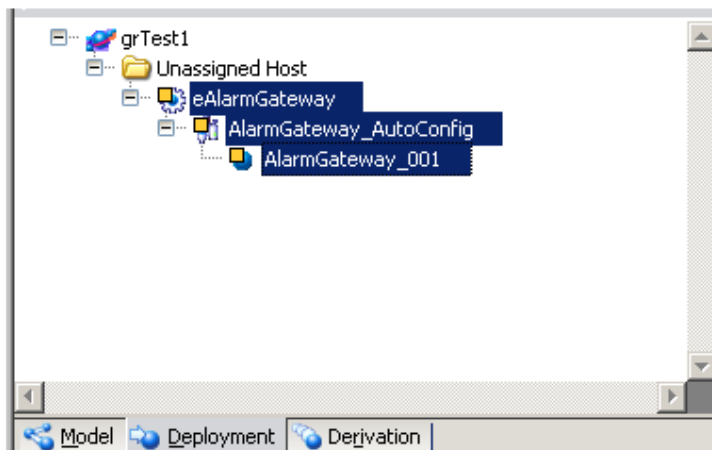 grTest1
Unassigned Host
eAlarmGateway
AlarmGateway_AutoConfig
AlarmGateway_001
Model Deployment Derivation